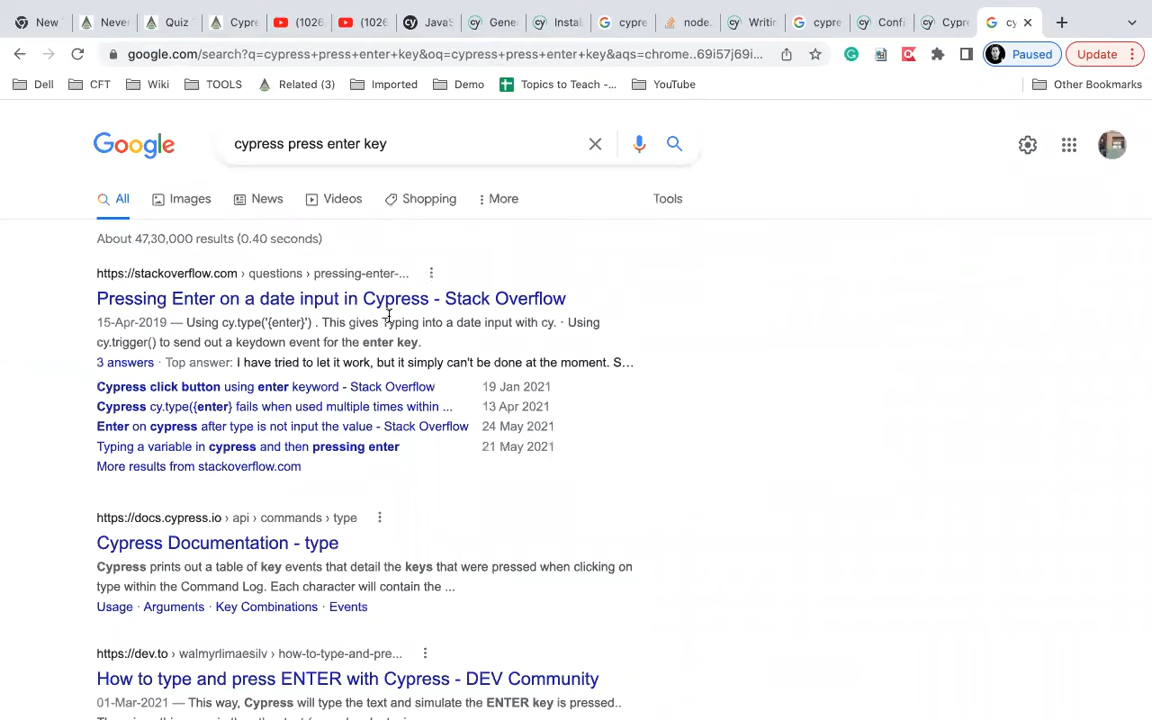 New
Never
Quiz
Cypre
(1026
(1026
JavaS
Gene
Insta
cypre
node.
Writin
cypre
Confi
Cypre
cy
google.com/search?q=cypress+press+enter+key&oq=cypress+press+enter+key&aqs=chrome..69i57j69i...
Paused
Update
Dell
CFT
Wiki
TOOLS
Related (3)
Imported
Demo
Topics to Teach -...
YouTube
Other Bookmarks
Google
cypress press enter key
All
Images
News
Videos
Shopping
More
Tools
About 47,30,000 results (0.40 seconds)
https://stackoverflow.com › questions › pressing-enter-...
Pressing Enter on a date input in Cypress - Stack Overflow
15-Apr-2019 — Using cy.type('{enter}') . This gives Typing into a date input with cy. · Using
cy.trigger() to send out a keydown event for the enter key.
3 answers · Top answer: I have tried to let it work, but it simply can't be done at the moment. S...
Cypress click button using enter keyword - Stack Overflow 19 Jan 2021
Cypress cy.type({enter} fails when used multiple times within ... 13 Apr 2021
Enter on cypress after type is not input the value - Stack Overflow 24 May 2021
Typing a variable in cypress and then pressing enter 21 May 2021
More results from stackoverflow.com
https://docs.cypress.io › api › commands › type
Cypress Documentation - type
Cypress prints out a table of key events that detail the keys that were pressed when clicking on
type within the Command Log. Each character will contain the ...
Usage · Arguments · Key Combinations · Events
https://dev.to › walmyrlimaesilv › how-to-type-and-pre...
How to type and press ENTER with Cypress - DEV Community
01-Mar-2021 — This way, Cypress will type the text and simulate the ENTER key is pressed..